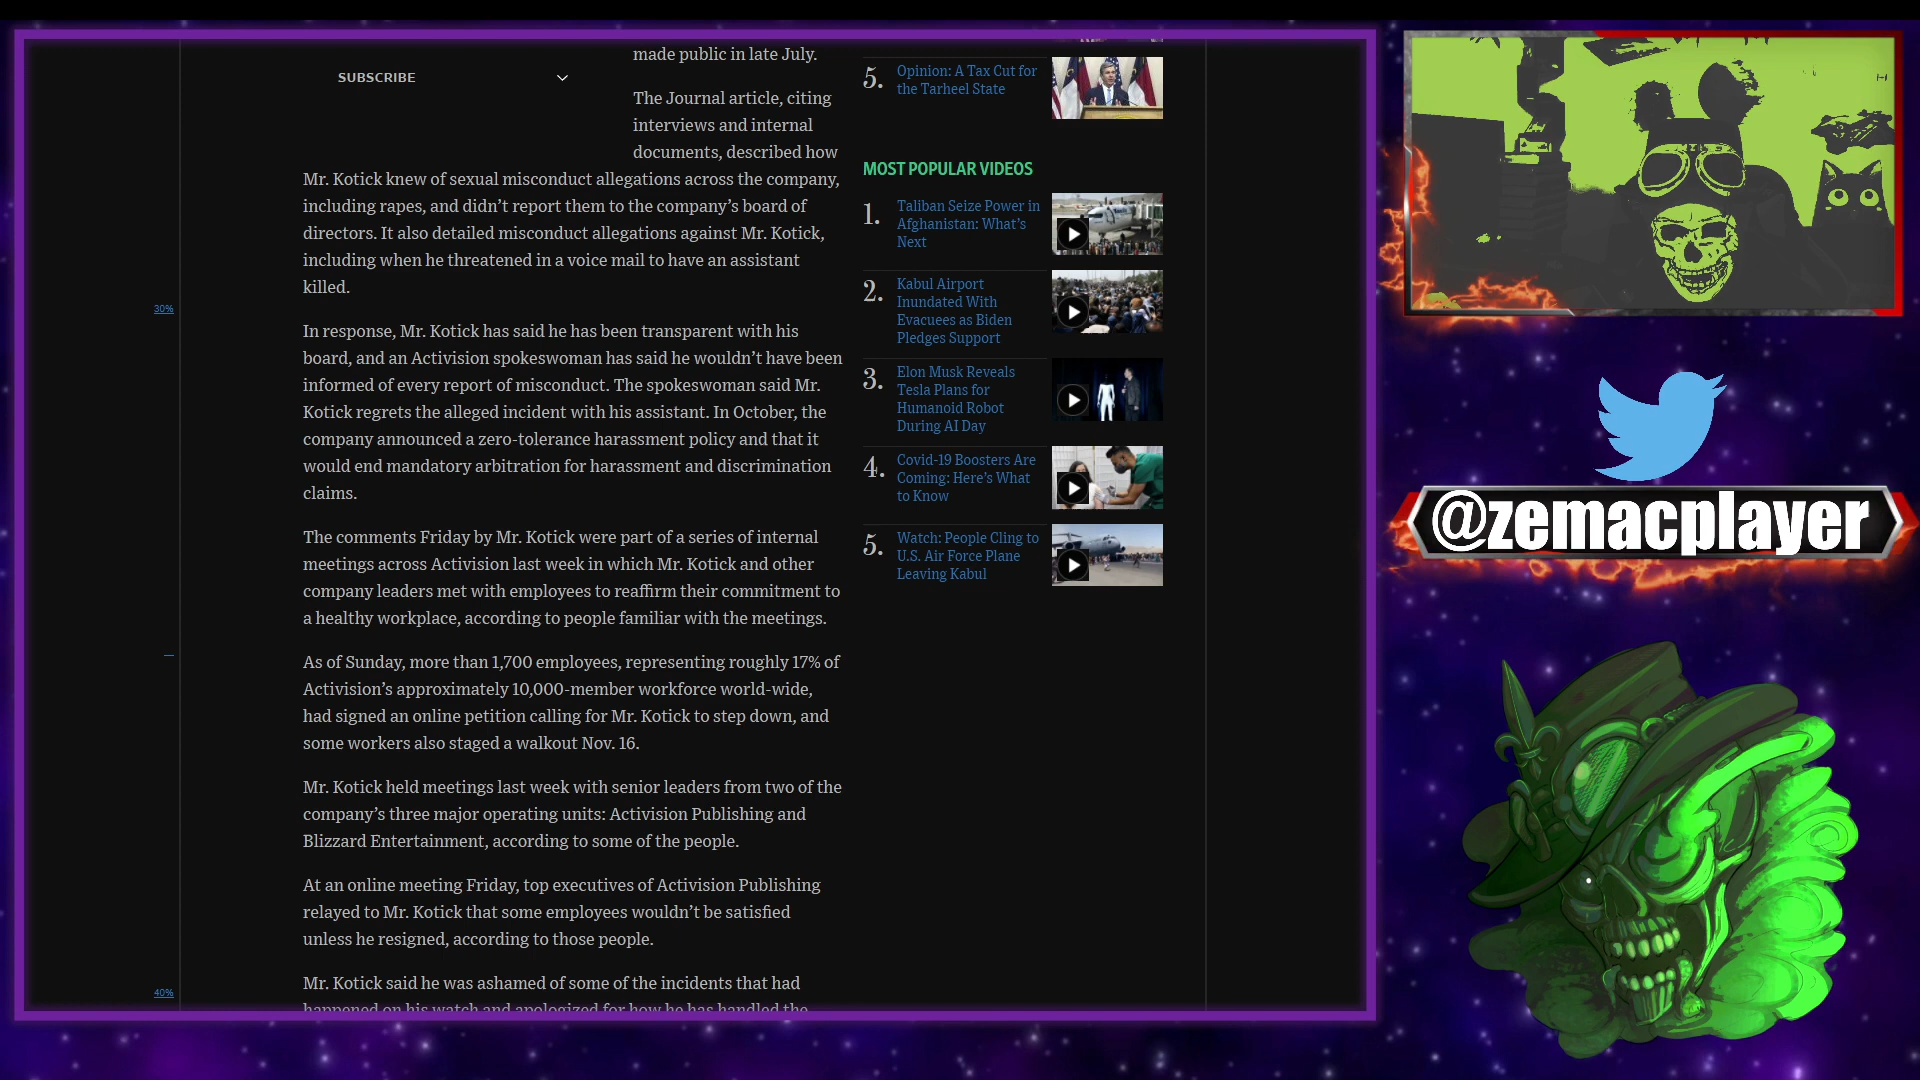 made public in late July.
SUBSCRIBE
The Journal article, citing
interviews and internal
documents, described how
Mr. Kotick knew of sexual misconduct allegations across the company,
including rapes, and didn’t report them to the company’s board of
directors. It also detailed misconduct allegations against Mr. Kotick,
including when he threatened in a voice mail to have an assistant
killed.
30%
In response, Mr. Kotick has said he has been transparent with his
board, and an Activision spokeswoman has said he wouldn’t have been
informed of every report of misconduct. The spokeswoman said Mr.
Kotick regrets the alleged incident with his assistant. In October, the
company announced a zero-tolerance harassment policy and that it
would end mandatory arbitration for harassment and discrimination
claims.
The comments Friday by Mr. Kotick were part of a series of internal
meetings across Activision last week in which Mr. Kotick and other
company leaders met with employees to reaffirm their commitment to
a healthy workplace, according to people familiar with the meetings.
As of Sunday, more than 1,700 employees, representing roughly 17% of
Activision’s approximately 10,000-member workforce world-wide,
had signed an online petition calling for Mr. Kotick to step down, and
some workers also staged a walkout Nov. 16.
Mr. Kotick held meetings last week with senior leaders from two of the
company’s three major operating units: Activision Publishing and
Blizzard Entertainment, according to some of the people.
At an online meeting Friday, top executives of Activision Publishing
relayed to Mr. Kotick that some employees wouldn’t be satisfied
unless he resigned, according to those people.
Mr. Kotick said he was ashamed of some of the incidents that had
40%
happened on his watch and apologized for how he has handled the
5. Opinion: A Tax Cut for
the Tarheel State
MOST POPULAR VIDEOS
1. Taliban Seize Power in
Afghanistan: What’s
Next
2. Kabul Airport
Inundated With
Evacuees as Biden
Pledges Support
3. Elon Musk Reveals
Tesla Plans for
Humanoid Robot
During AI Day
4. Covid-19 Boosters Are
Coming: Here’s What
to Know
5. Watch: People Cling to
U.S. Air Force Plane
Leaving Kabul
@zemacplayer